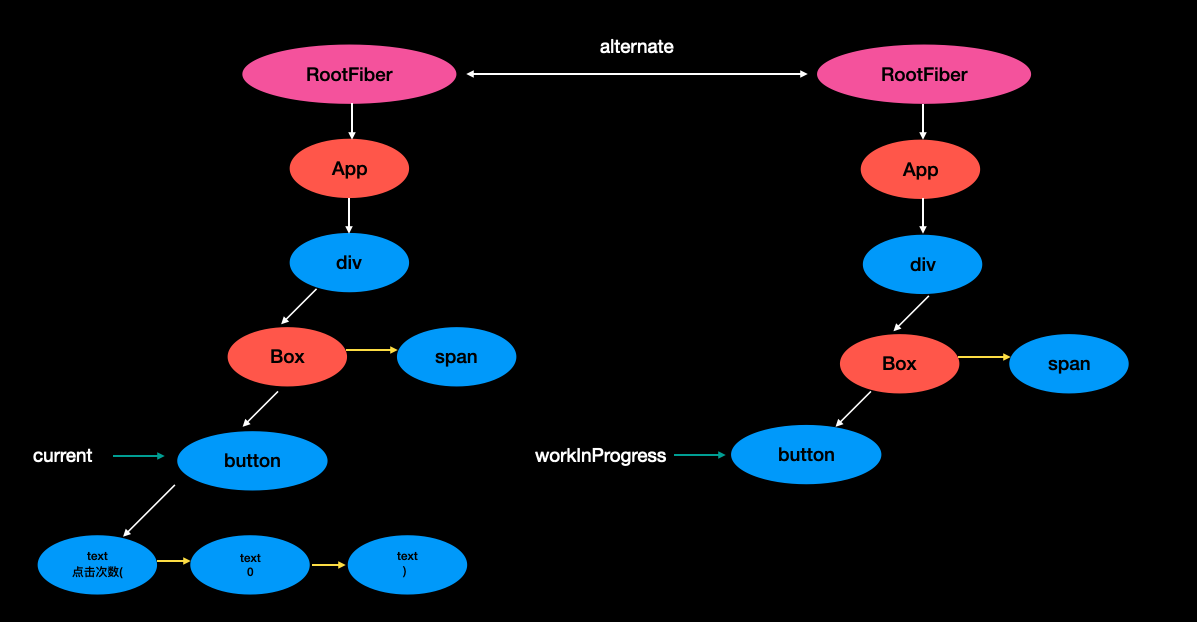 alternate
RootFiber
RootFiber
App
App
div
div
Box
span
Box
span
current
button
workInProgress
button
text
点击次数(
text
0
text
)